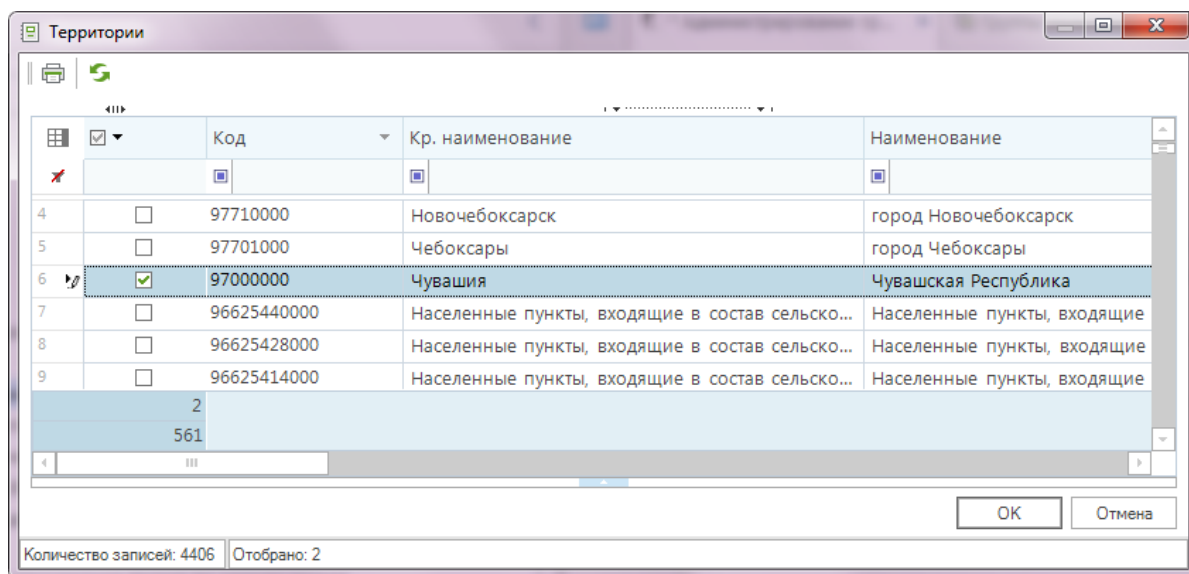 Территории
Код Кр. наименование Наименование
4 97710000 Новочебоксарск город Новочебоксарск
5 97701000 Чебоксары город Чебоксары
6 97000000 Чувашия Чувашская Республика
7 96625440000 Населенные пункты, входящие в состав сельско... Населенные пункты, входящие
8 96625428000 Населенные пункты, входящие в состав сельско... Населенные пункты, входящие
9 96625414000 Населенные пункты, входящие в состав сельско... Населенные пункты, входящие
2
561
OK Отмена
Количество записей: 4406 Отобрано: 2